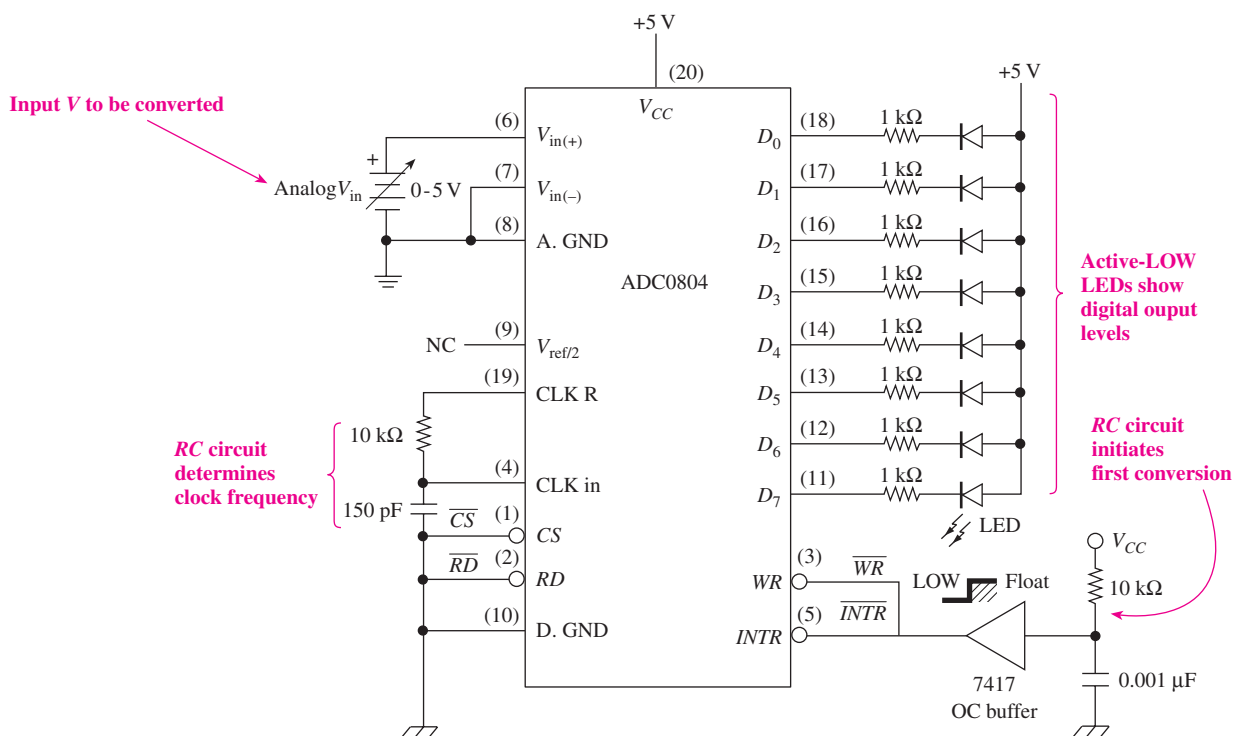 +5 V
(20)
+5 V
Input V to be converted
V_CC
(6)
V_in(+)
D_0
(18)
1 kΩ
+
Analog V_in
0-5 V
(7)
V_in(–)
D_1
(17)
1 kΩ
(8)
A. GND
D_2
(16)
1 kΩ
ADC0804
D_3
(15)
1 kΩ
Active-LOW
LEDs show
digital ouput
levels
NC
(9)
V_ref/2
D_4
(14)
1 kΩ
(19)
CLK R
D_5
(13)
1 kΩ
10 kΩ
RC circuit
determines
clock frequency
D_6
(12)
1 kΩ
RC circuit
initiates
first conversion
(4)
CLK in
D_7
(11)
1 kΩ
150 pF
LED
C̅S̅
(1)
CS
V_CC
R̅D̅
(2)
RD
WR
(3)
W̅R̅
LOW
Float
10 kΩ
(10)
D. GND
INTR
(5)
I̅N̅T̅R̅
7417
OC buffer
0.001 μF